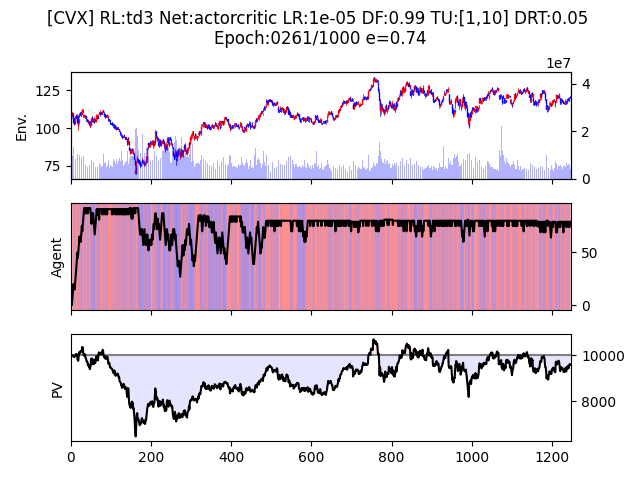 [CVX] RL:td3 Net:actorcritic LR:1e-05 DF:0.99 TU:[1,10] DRT:0.05
Epoch:0261/1000 e=0.74
1e7
Env.
125
100
75
4
2
0
Agent
50
0
PV
10000
8000
0 200 400 600 800 1000 1200